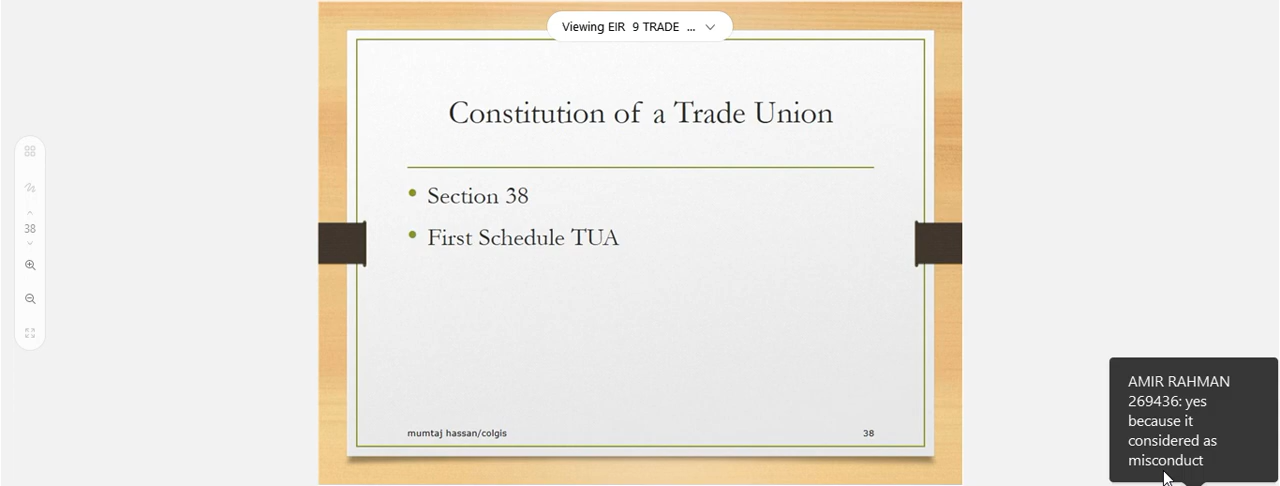 Viewing EIR 9 TRADE ...
Constitution of a Trade Union
• Section 38
• First Schedule TUA
38
mumtaj hassan/colgis
38
AMIR RAHMAN
269436: yes
because it
considered as
misconduct